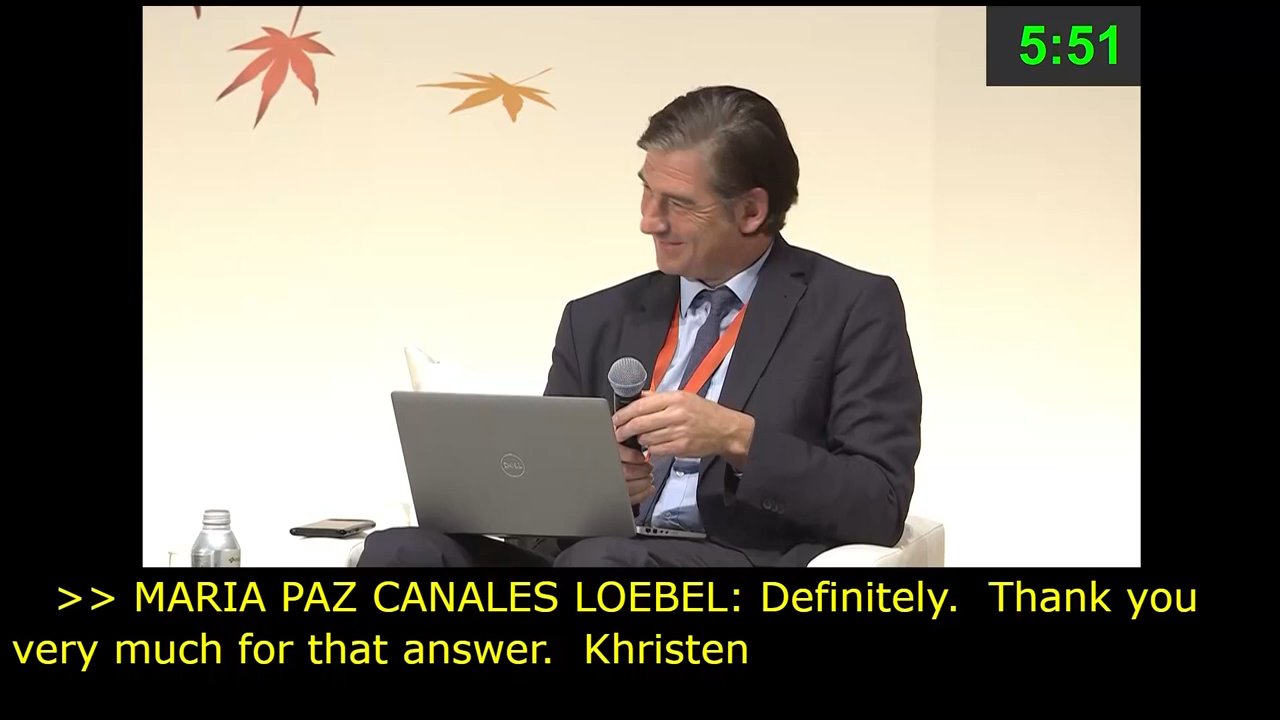 5:51
DELL
>> MARIA PAZ CANALES LOEBEL: Definitely.  Thank you
very much for that answer.  Khristen